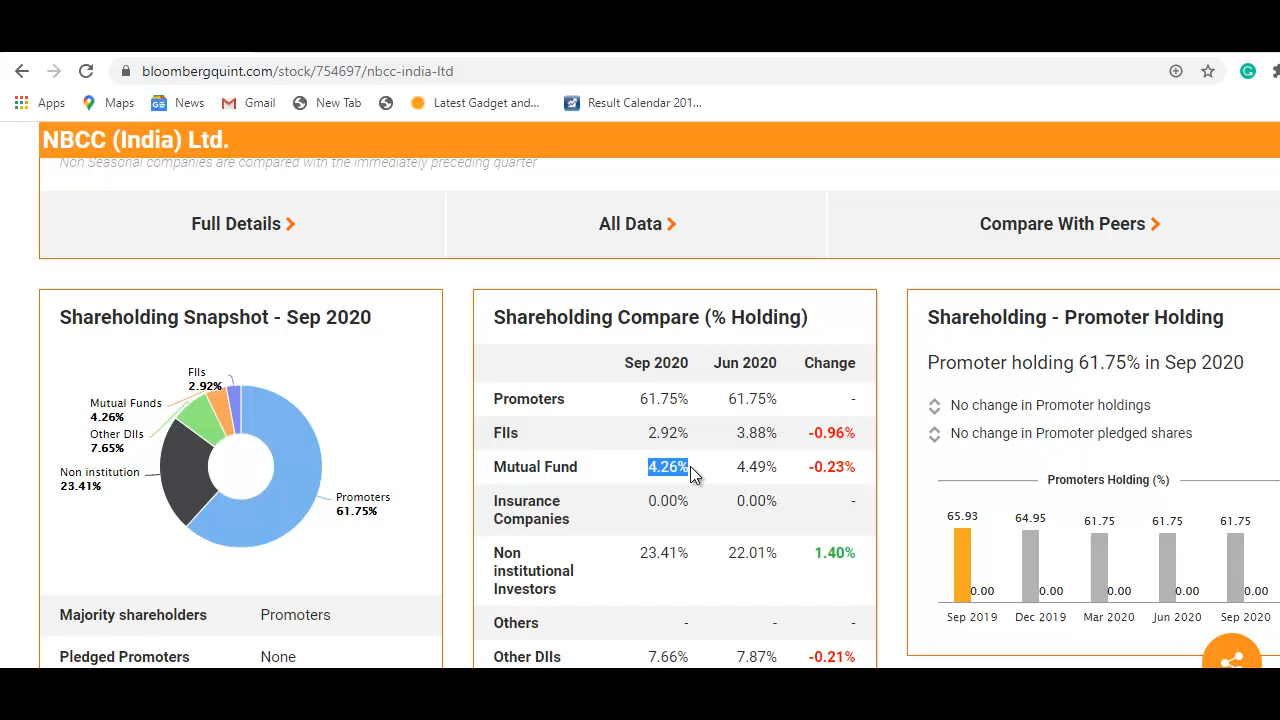 bloombergquint.com/stock/754697/nbcc-india-ltd
Apps Maps News Gmail New Tab Latest Gadget and... Result Calendar 201...
NBCC (India) Ltd.
Non Seasonal companies are compared with the immediately preceding quarter
Full Details All Data Compare With Peers
Shareholding Snapshot - Sep 2020
FIIs
2.92%
Mutual Funds
4.26%
Other DIIs
7.65%
Non institution
23.41%
Promoters
61.75%
Majority shareholders Promoters
Pledged Promoters None
Shareholding Compare (% Holding)
Sep 2020 Jun 2020 Change
Promoters 61.75% 61.75% -
FIIs 2.92% 3.88% -0.96%
Mutual Fund 4.26% 4.49% -0.23%
Insurance
Companies 0.00% 0.00% -
Non
institutional
Investors 23.41% 22.01% 1.40%
Others - - -
Other DIIs 7.66% 7.87% -0.21%
Shareholding - Promoter Holding
Promoter holding 61.75% in Sep 2020
No change in Promoter holdings
No change in Promoter pledged shares
Promoters Holding (%)
65.93 64.95 61.75 61.75 61.75
0.00 0.00 0.00 0.00 0.00
Sep 2019 Dec 2019 Mar 2020 Jun 2020 Sep 2020